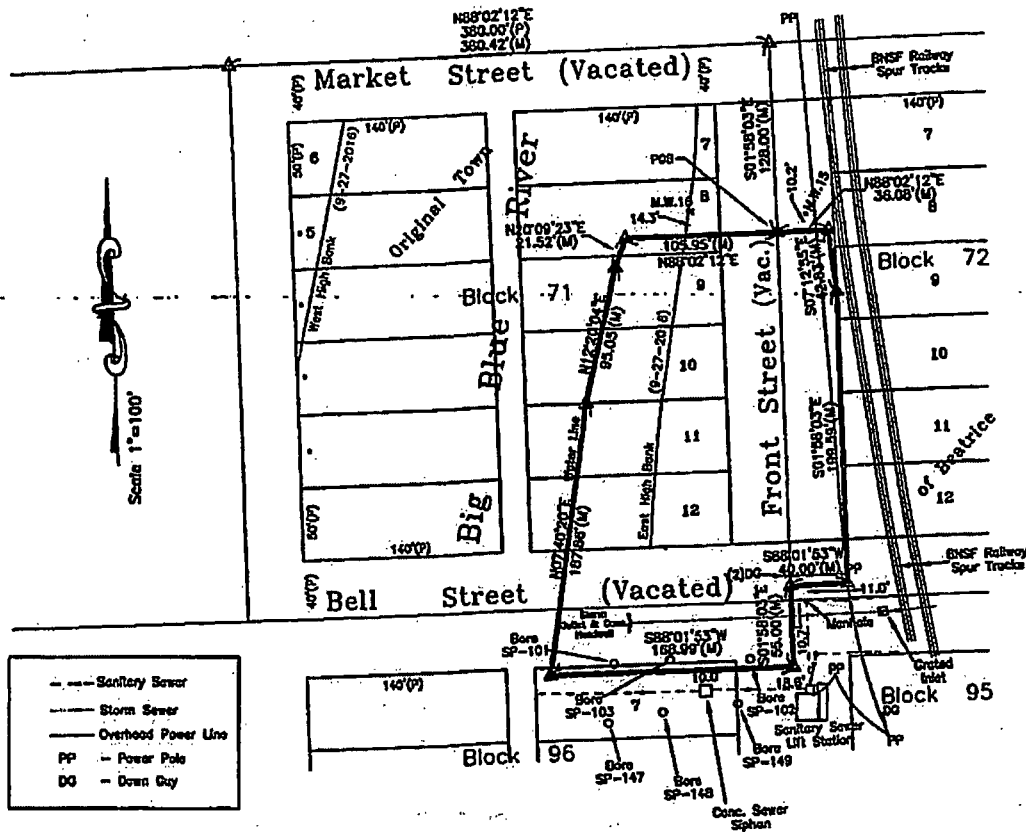 N88°02'12"E
380.00'(P)
380.42'(M)
PP
BNSF Railway
Spur Tracks
Market Street (Vacated)
40'(P)
40'(P)
140'(P)
140'(P)
140'(P)
S01°58'03"E
128.00'(M)
50'(P)
6
5
West High Bank
(9-27-2016)
Original Town
River
7
8
7
8
POB
10.2'
M.W.15
N88°02'12"E
36.08'(M)
M.W.16
14.3'
N20°09'23"E
21.52'(M)
105.95'(M)
N88°02'12"E
S07°12'55"E
Block 72
Block 71
9
9
N12°20'04"E
95.05'(M)
Blue
(9-27-2016)
10
10
Front Street (Vac.)
S01°58'03"E
199.59'(M)
Scale 1"=100'
Water Line
11
11
of Beatrice
East High Bank
12
12
Big
N07°40'20"E
187.86'(M)
50'(P)
140'(P)
S88°01'53"W
40.00'(M)
(2)DG
PP
11.0'
BNSF Railway
Spur Tracks
40'(P)
Bell Street (Vacated)
S01°58'03"E
55.00'(M)
10.7'
Manhole
Headwall
Bore
SP-101
S88°01'53"W
168.99'(M)
Grated
Inlet
140'(P)
10.0'
PP
Bore
SP-103
7
Bore
SP-102
Block 95
DG
Sanitary Sewer
Lift Station
PP
Block 96
Bore
SP-147
Bore
SP-148
Bore
SP-149
Conc. Sewer
Siphon
Sanitary Sewer
Storm Sewer
Overhead Power Line
PP - Power Pole
DG - Down Guy